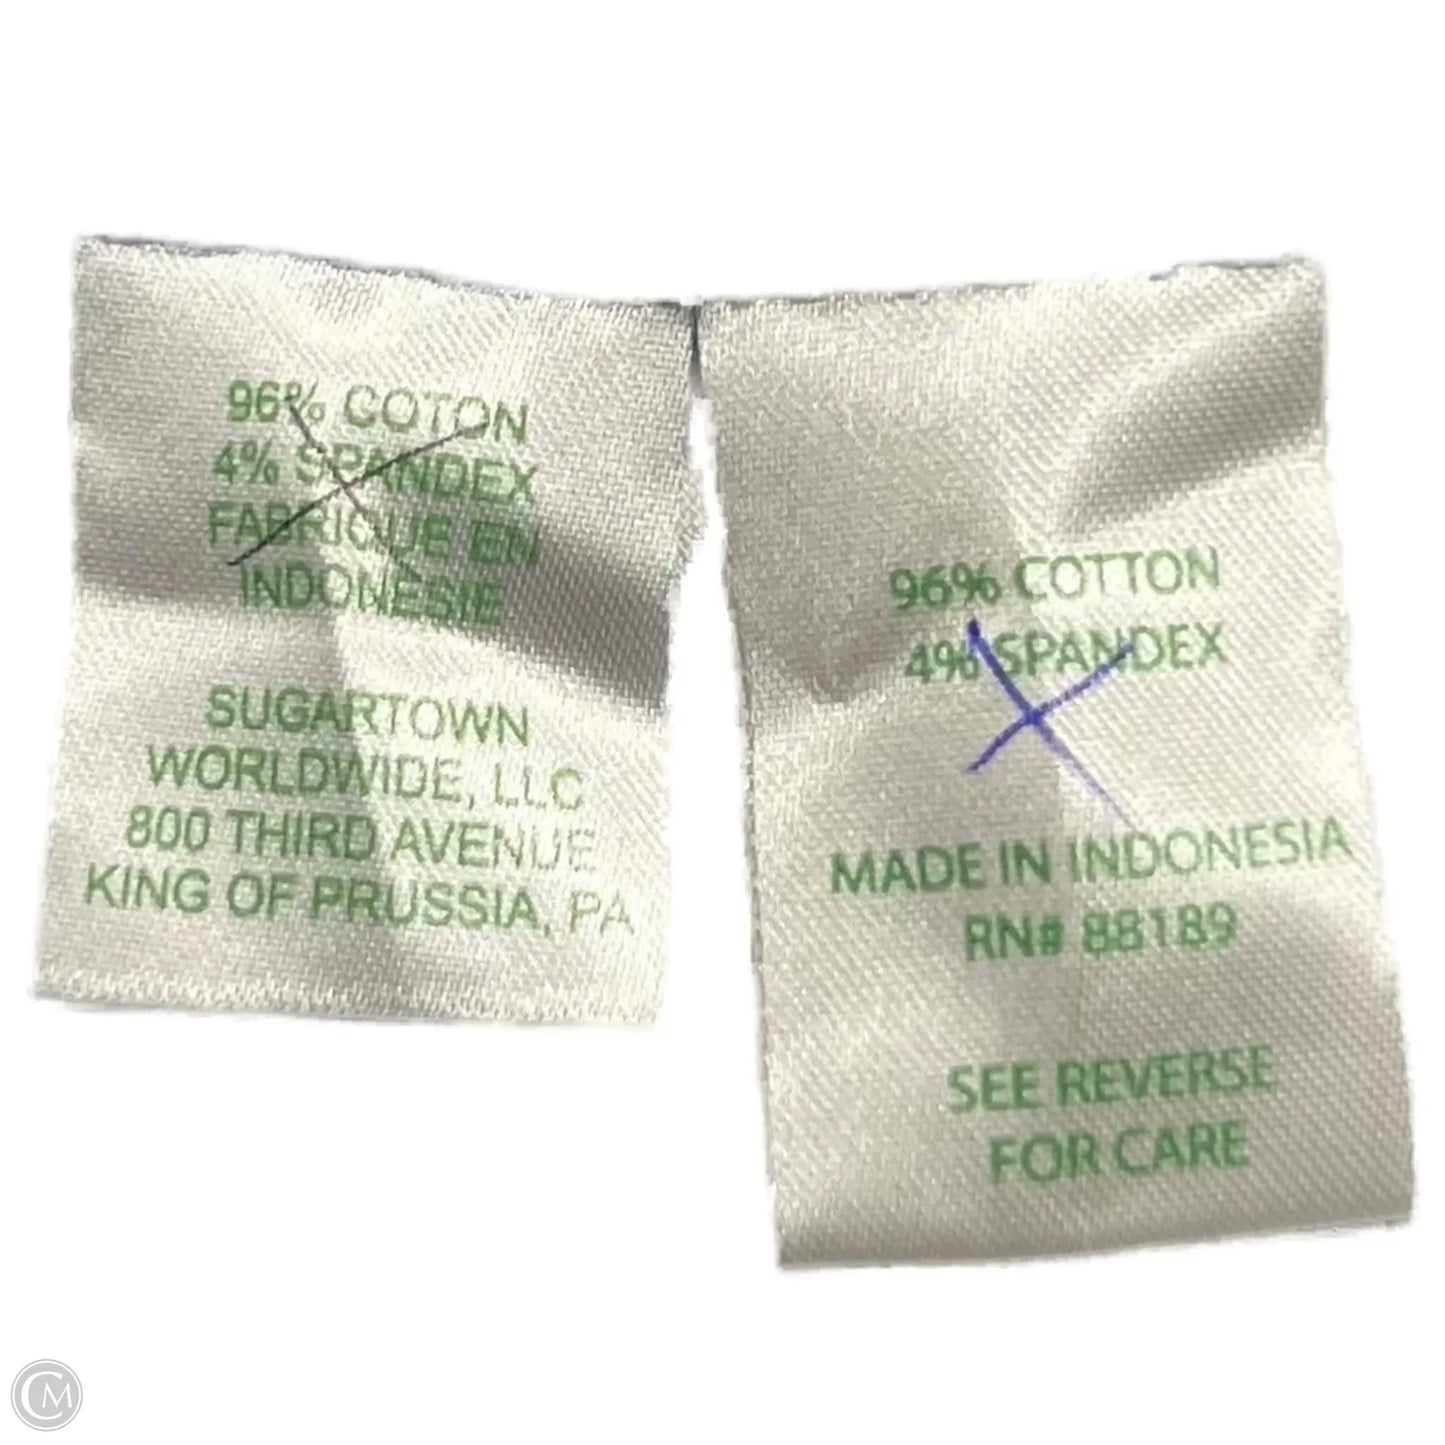 96% COTON
4% SPANDEX
FABRIQUE EN
INDONESIE
SUGARTOWN
WORLDWIDE, LLC
800 THIRD AVENUE
KING OF PRUSSIA, PA
96% COTTON
4% SPANDEX
MADE IN INDONESIA
RN# 88189
SEE REVERSE
FOR CARE
CM